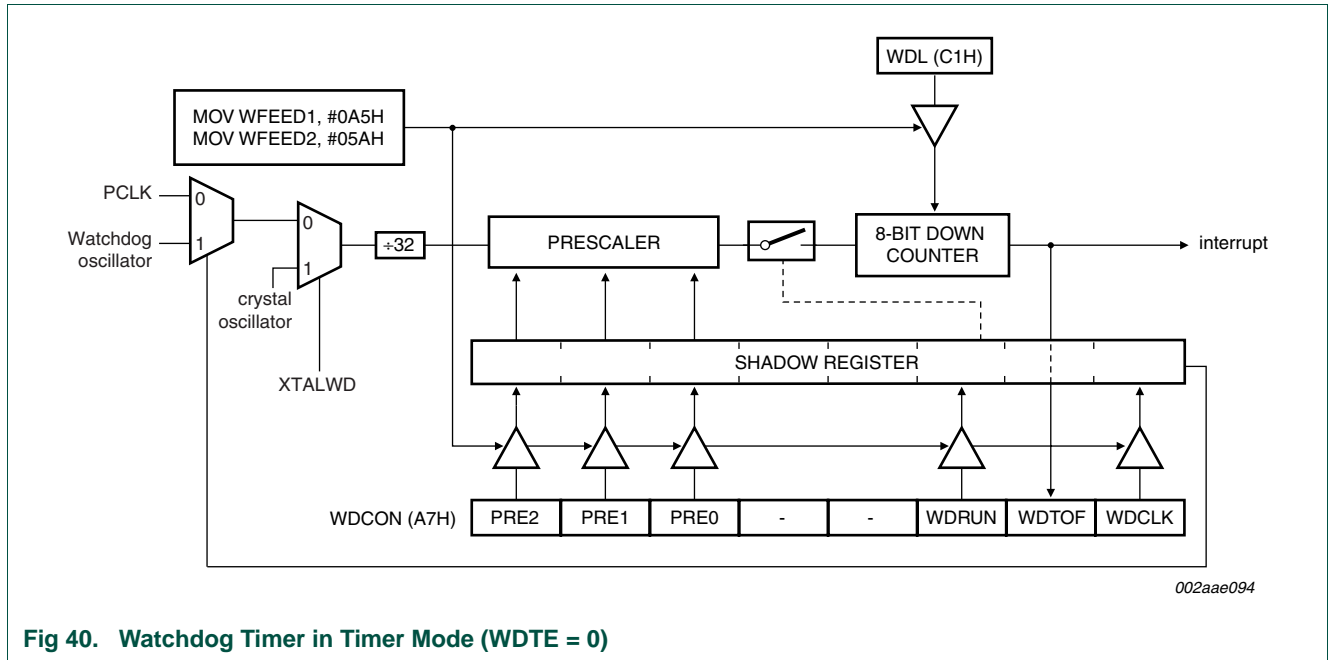 WDL (C1H)
MOV WFEED1, #0A5H
MOV WFEED2, #05AH
PCLK
0
Watchdog
oscillator
1
0
1
crystal
oscillator
XTALWD
÷32
PRESCALER
8-BIT DOWN
COUNTER
interrupt
SHADOW REGISTER
WDCON (A7H)
PRE2
PRE1
PRE0
-
-
WDRUN
WDTOF
WDCLK
002aae094
Fig 40. Watchdog Timer in Timer Mode (WDTE = 0)